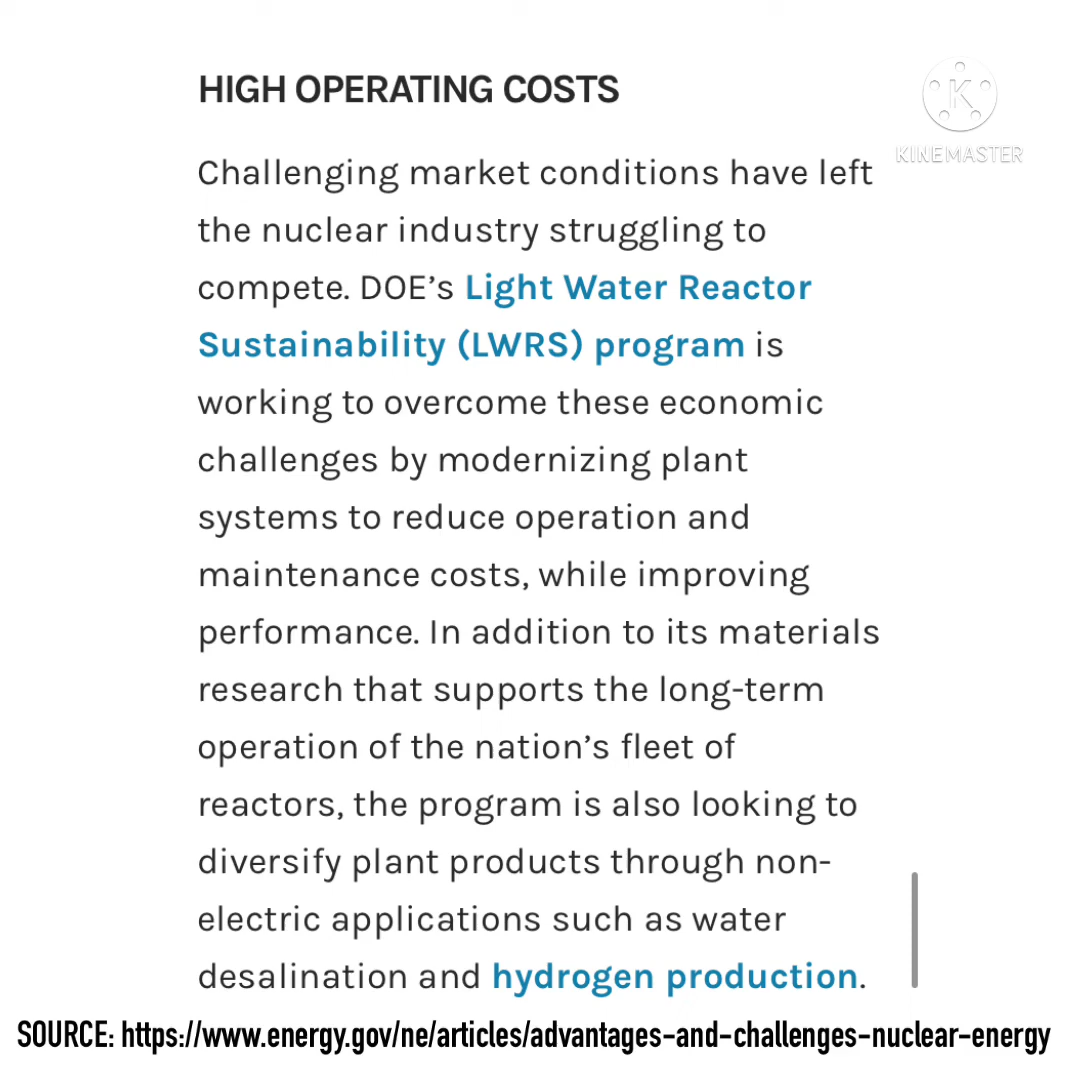 HIGH OPERATING COSTS
K
KINEMASTER
Challenging market conditions have left
the nuclear industry struggling to
compete. DOE’s Light Water Reactor
Sustainability (LWRS) program is
working to overcome these economic
challenges by modernizing plant
systems to reduce operation and
maintenance costs, while improving
performance. In addition to its materials
research that supports the long-term
operation of the nation’s fleet of
reactors, the program is also looking to
diversify plant products through non-
electric applications such as water
desalination and hydrogen production.
SOURCE: https://www.energy.gov/ne/articles/advantages-and-challenges-nuclear-energy